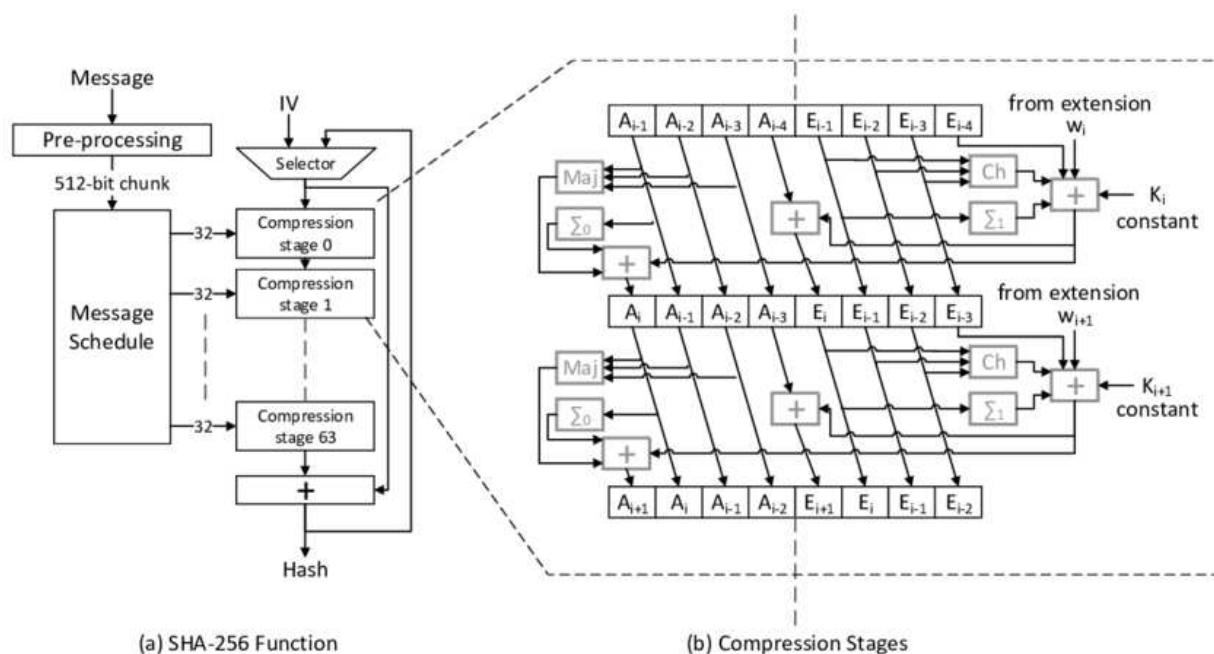 Message
Pre-processing
512-bit chunk
Message
Schedule
32
32
32
IV
Selector
Compression
stage 0
Compression
stage 1
Compression
stage 63
+
Hash
(a) SHA-256 Function
A_{i-1} A_{i-2} A_{i-3} A_{i-4} E_{i-1} E_{i-2} E_{i-3} E_{i-4}
from extension
w_i
Maj
Ch
+
K_i
constant
∑_0
+
∑_1
+
A_i A_{i-1} A_{i-2} A_{i-3} E_i E_{i-1} E_{i-2} E_{i-3}
from extension
w_{i+1}
Maj
Ch
+
K_{i+1}
constant
∑_0
+
∑_1
+
A_{i+1} A_i A_{i-1} A_{i-2} E_{i+1} E_i E_{i-1} E_{i-2}
(b) Compression Stages